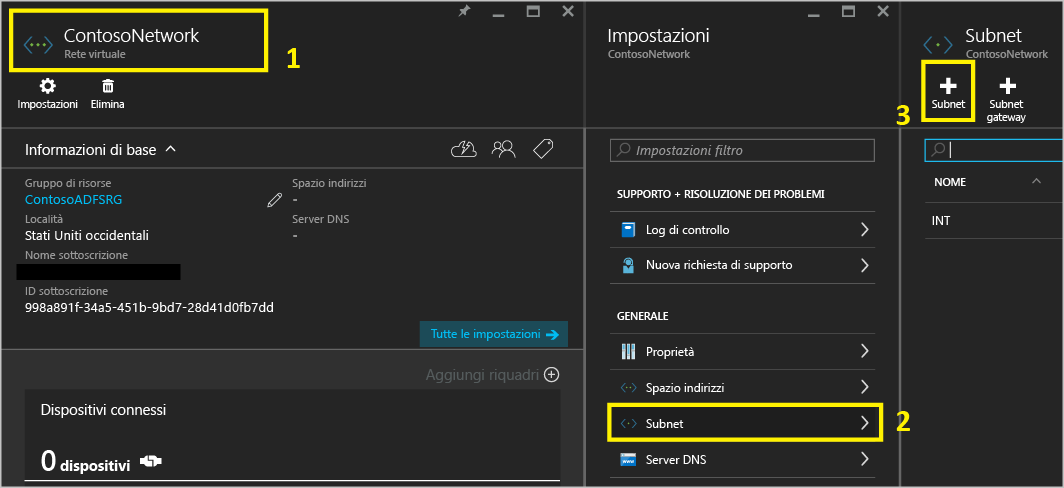 ContosoNetwork
Rete virtuale
1
Impostazioni
Elimina
Informazioni di base
Gruppo di risorse
ContosoADFSRG
Località
Stati Uniti occidentali
Nome sottoscrizione
ID sottoscrizione
998a891f-34a5-451b-9bd7-28d41d0fb7dd
Spazio indirizzi
-
Server DNS
-
Tutte le impostazioni
Aggiungi riquadri
Dispositivi connessi
0 dispositivi
Impostazioni
ContosoNetwork
Impostazioni filtro
SUPPORTO + RISOLUZIONE DEI PROBLEMI
Log di controllo
Nuova richiesta di supporto
GENERALE
Proprietà
Spazio indirizzi
Subnet
2
Server DNS
Subnet
ContosoNetwork
3
Subnet
Subnet
gateway
NOME
INT